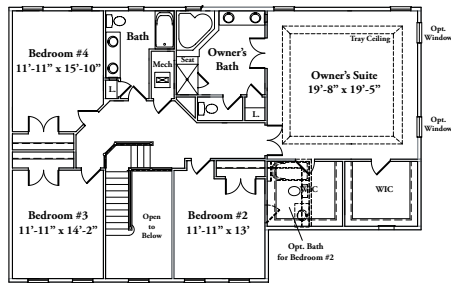 Bedroom #4
11'-11" x 15'-10"
Bath
Mech
L.
Seat
Owner's
Bath
L.
Tray Ceiling
Owner's Suite
19'-8" x 19'-5"
Opt.
Window
Opt.
Window
Bedroom #3
11'-11" x 14'-2"
Open
to
Below
Bedroom #2
11'-11" x 13'
WIC
WIC
Opt. Bath
for Bedroom #2